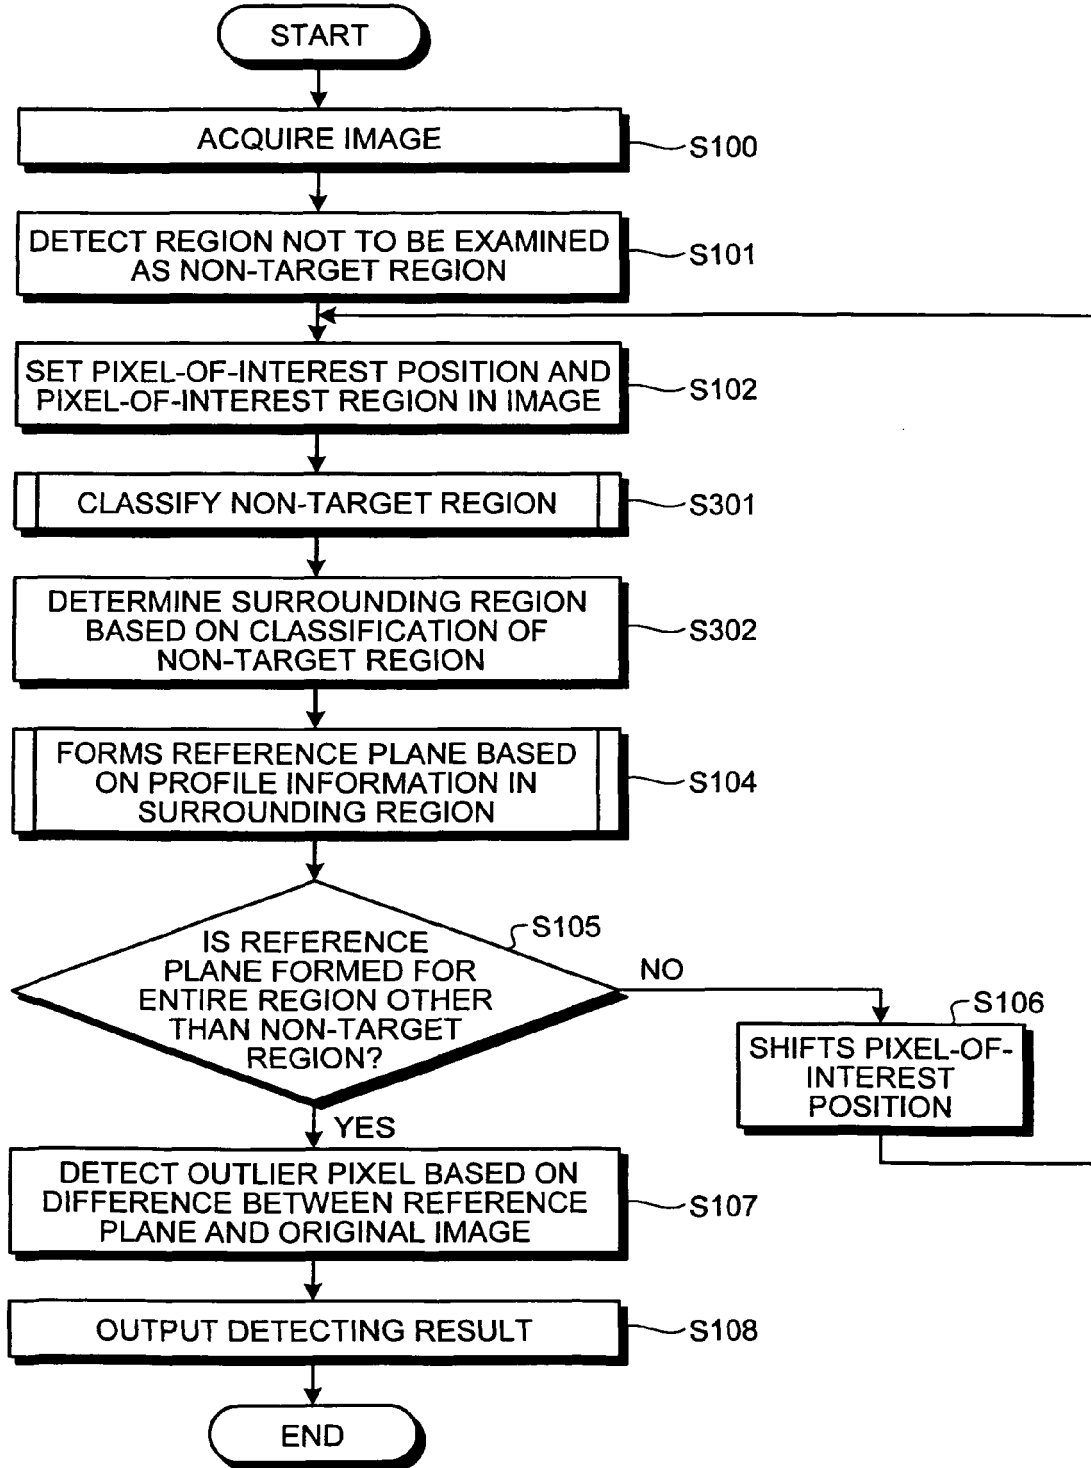 START
ACQUIRE IMAGE
S100
DETECT REGION NOT TO BE EXAMINED
AS NON-TARGET REGION
S101
SET PIXEL-OF-INTEREST POSITION AND
PIXEL-OF-INTEREST REGION IN IMAGE
S102
CLASSIFY NON-TARGET REGION
S301
DETERMINE SURROUNDING REGION
BASED ON CLASSIFICATION OF
NON-TARGET REGION
S302
FORMS REFERENCE PLANE BASED
ON PROFILE INFORMATION IN
SURROUNDING REGION
S104
IS REFERENCE
PLANE FORMED FOR
ENTIRE REGION OTHER
THAN NON-TARGET
REGION?
S105
NO
S106
SHIFTS PIXEL-OF-
INTEREST
POSITION
YES
DETECT OUTLIER PIXEL BASED ON
DIFFERENCE BETWEEN REFERENCE
PLANE AND ORIGINAL IMAGE
S107
OUTPUT DETECTING RESULT
S108
END